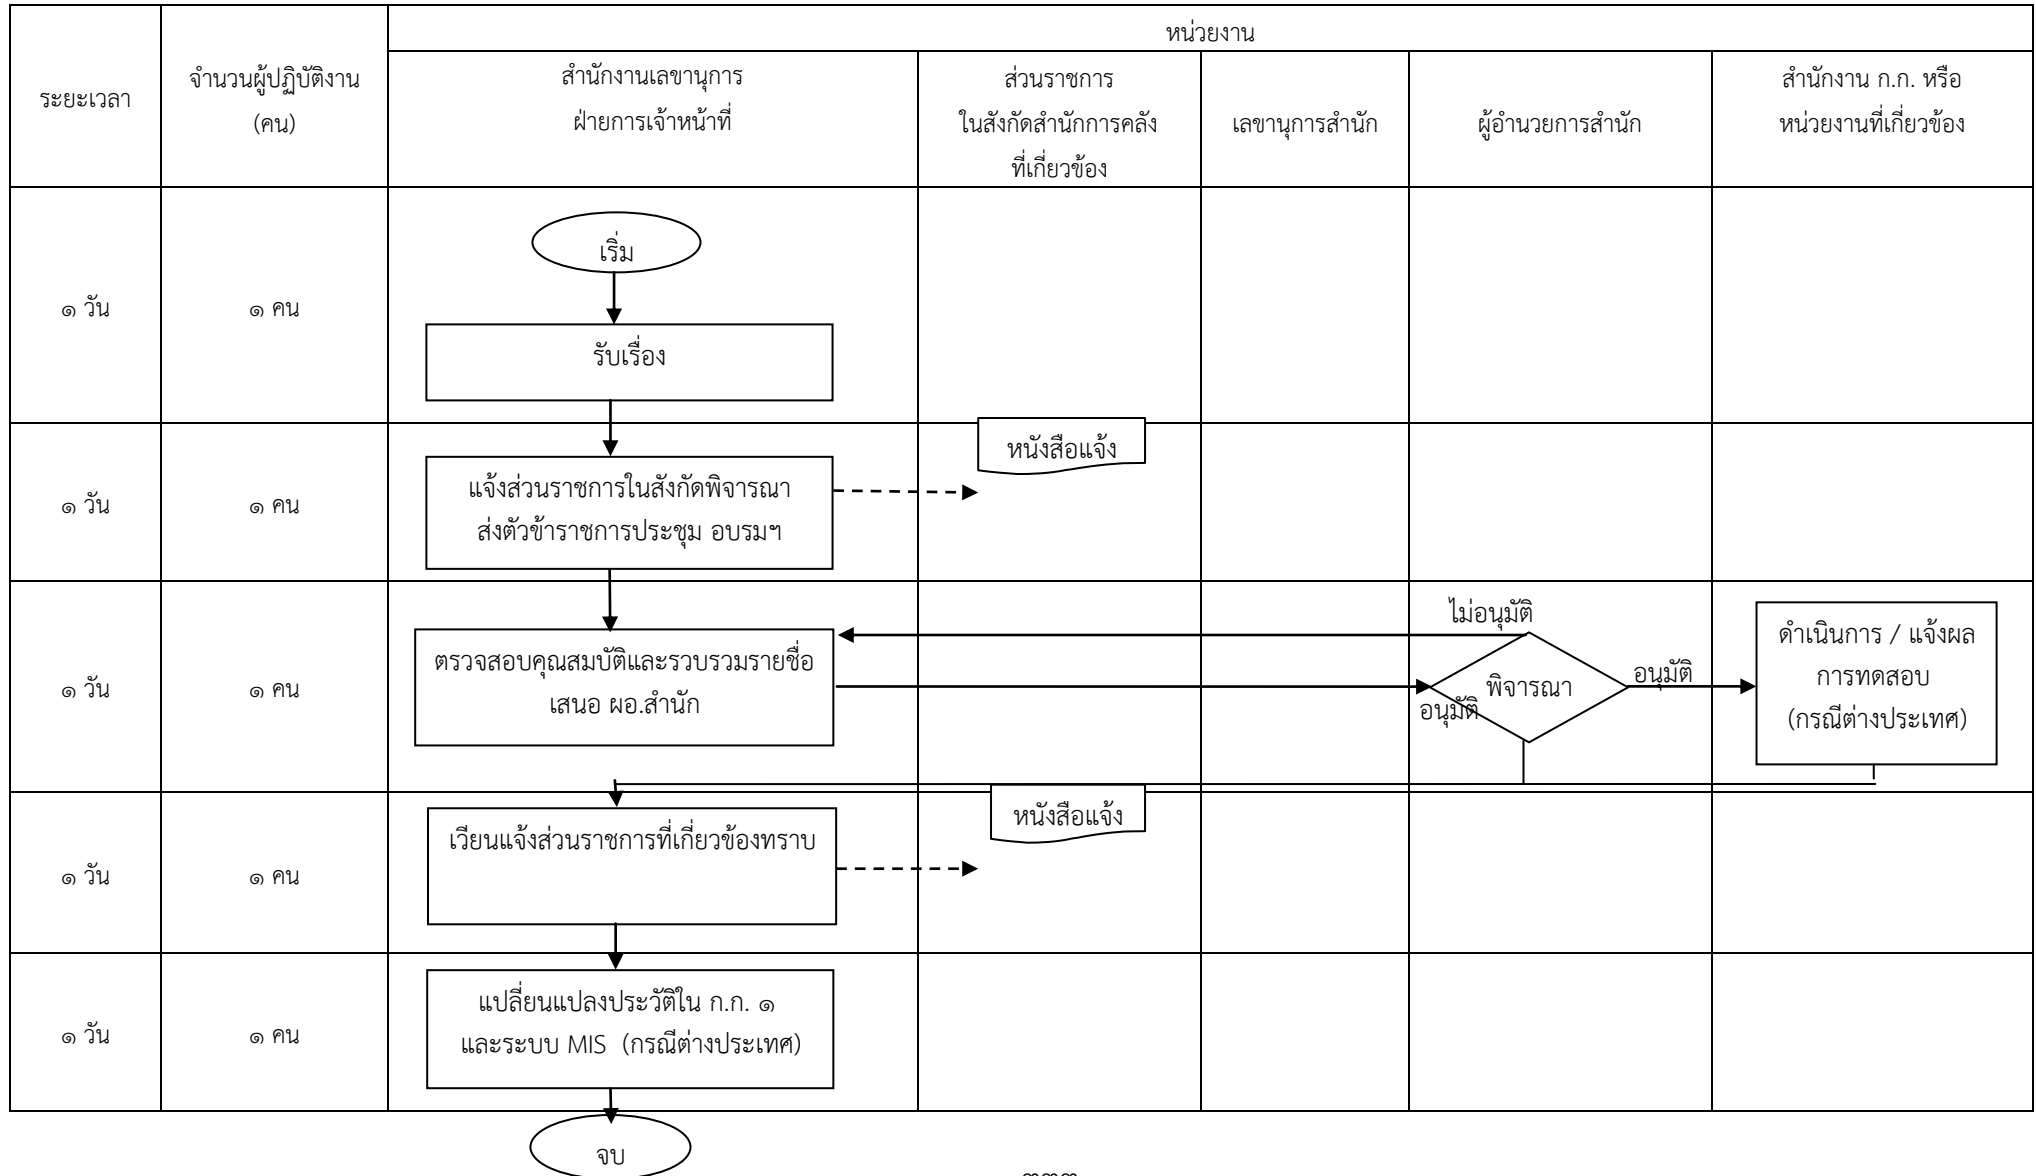 หน่วยงาน
ระยะเวลา
จำนวนผู้ปฏิบัติงาน
(คน)
สำนักงานเลขานุการ
ฝ่ายการเจ้าหน้าที่
ส่วนราชการ
ในสังกัดสำนักการคลัง
ที่เกี่ยวข้อง
เลขานุการสำนัก
ผู้อำนวยการสำนัก
สำนักงาน ก.ก. หรือ
หน่วยงานที่เกี่ยวข้อง
๑ วัน
๑ คน
เริ่ม
รับเรื่อง
๑ วัน
๑ คน
แจ้งส่วนราชการในสังกัดพิจารณา
ส่งตัวข้าราชการประชุม อบรมฯ
หนังสือแจ้ง
๑ วัน
๑ คน
ตรวจสอบคุณสมบัติและรวบรวมรายชื่อ
เสนอ ผอ.สำนัก
ไม่อนุมัติ
พิจารณา
อนุมัติ
อนุมัติ
ดำเนินการ / แจ้งผล
การทดสอบ
(กรณีต่างประเทศ)
๑ วัน
๑ คน
เวียนแจ้งส่วนราชการที่เกี่ยวข้องทราบ
หนังสือแจ้ง
๑ วัน
๑ คน
แปลี่ยนแปลงประวัติใน ก.ก. ๑
และระบบ MIS (กรณีต่างประเทศ)
จบ